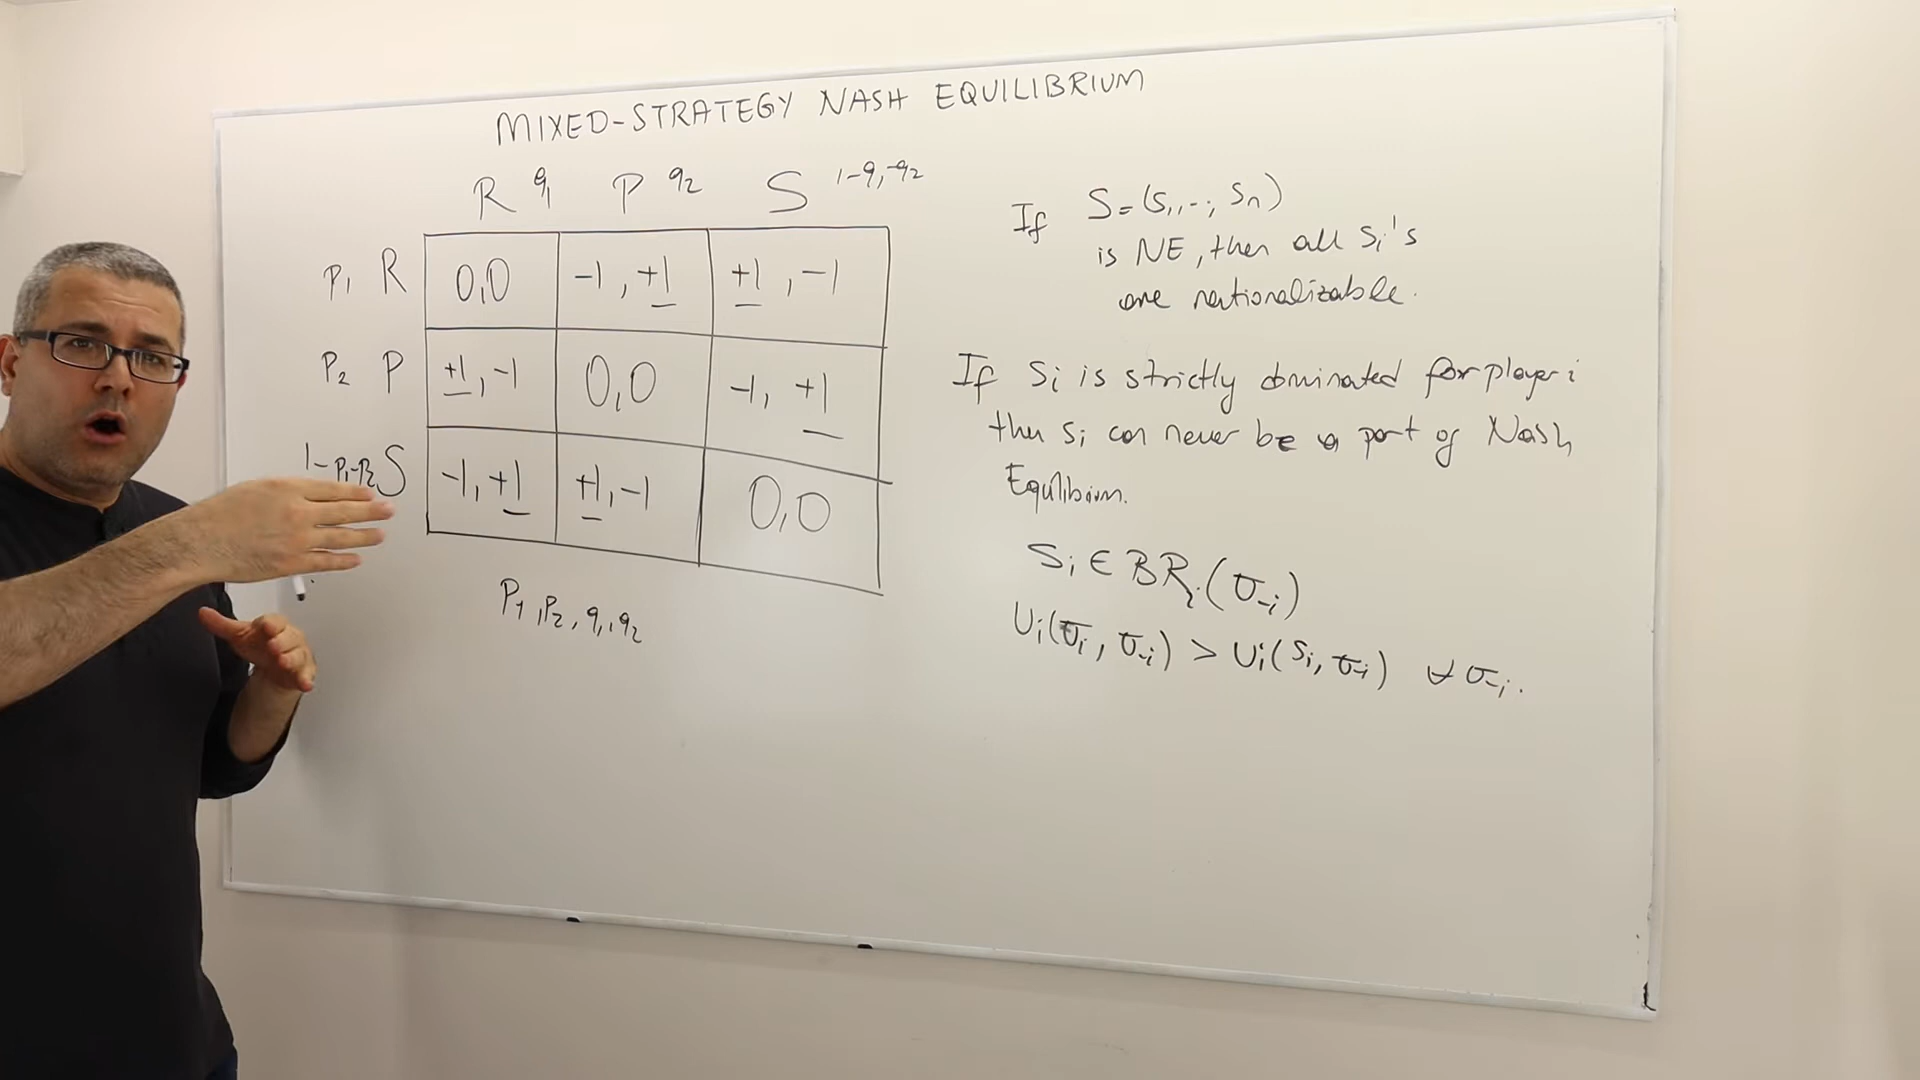 MIXED-STRATEGY NASH EQUILIBRIUM
R q1 P q2 S 1-q1-q2
P1 R 0,0 -1, +1 +1, -1
P2 P +1, -1 0,0 -1, +1
1-P1-P2 S -1, +1 +1, -1 0,0
P1, P2, q1, q2
If S=(s1, --, sn)
is NE, then all si's
are rationalizable.
If si is strictly dominated for player i
then si can never be a part of Nash
Equilibrium.
si ∈ BRi(σ-i)
Ui(σi, σ-i) > Ui(si, σ-i) ∀ σ-i.